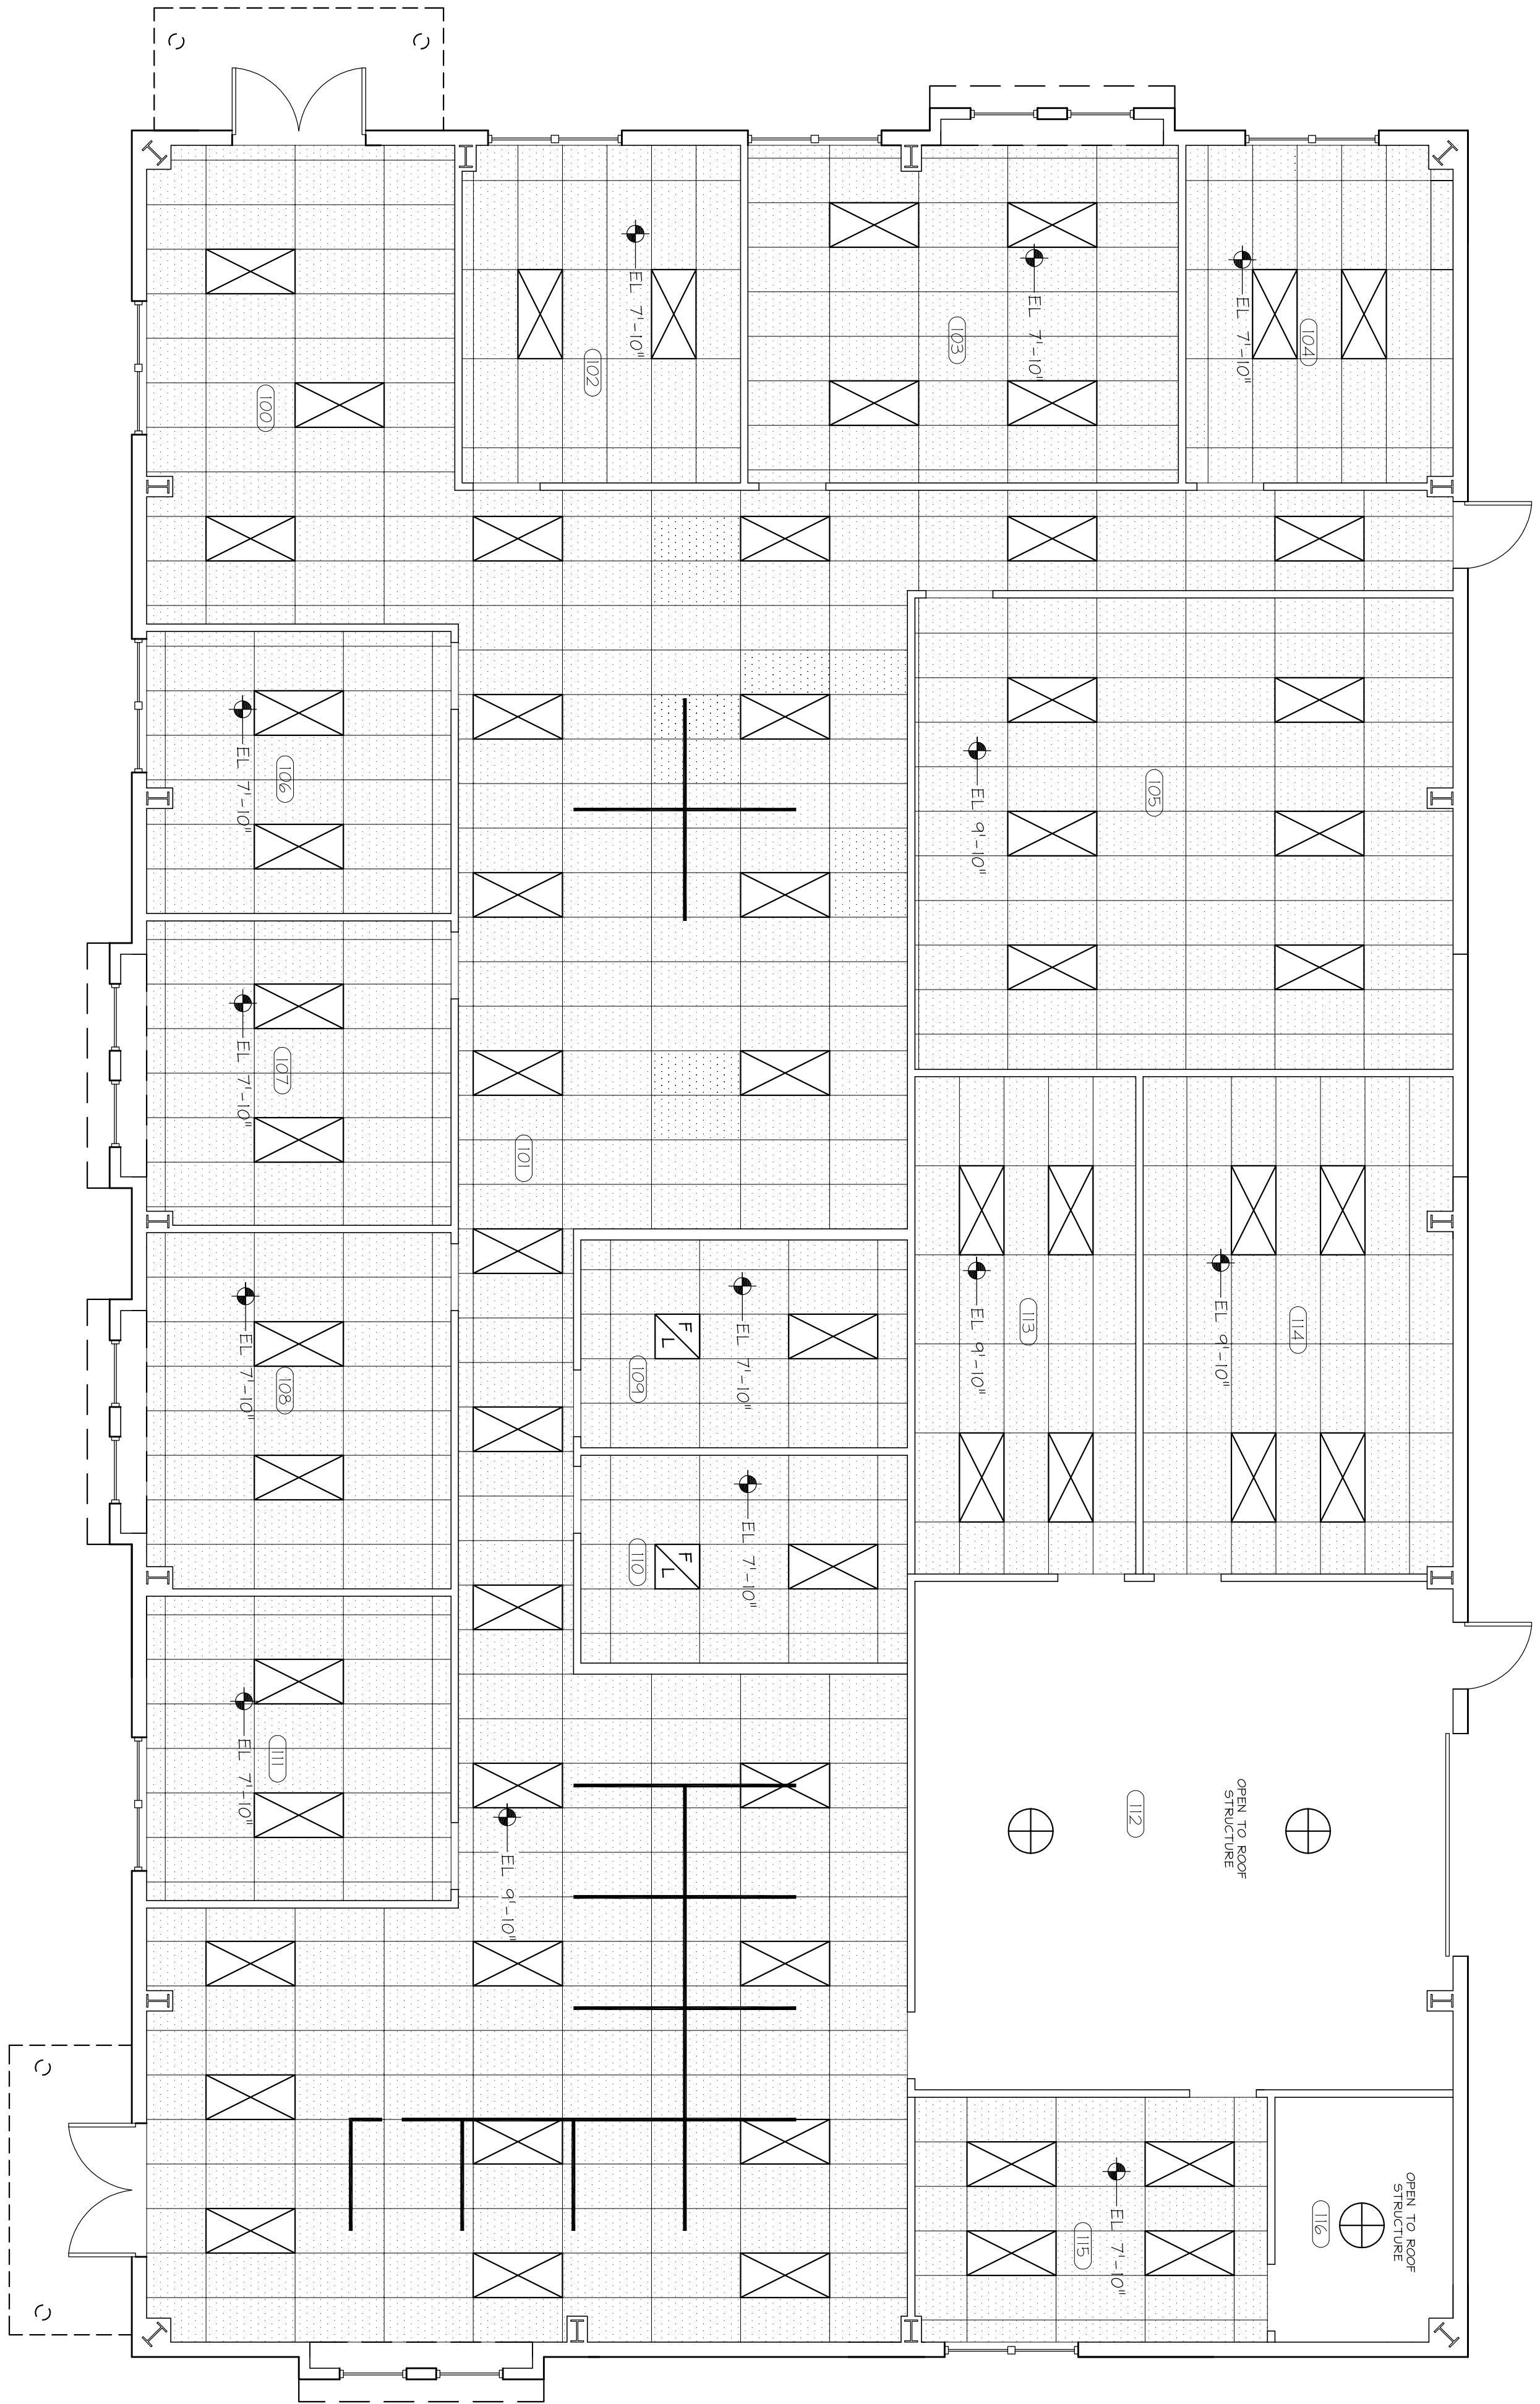 EL 7'-10"
102
EL 7'-10"
103
EL 7'-10"
104
100
EL 7'-10"
106
EL 9'-10"
105
EL 7'-10"
107
101
EL 7'-10"
108
EL 7'-10"
F
L
109
EL 9'-10"
113
EL 9'-10"
114
EL 7'-10"
F
L
110
EL 7'-10"
111
EL 9'-10"
112
OPEN TO ROOF
STRUCTURE
EL 7'-10"
115
116
OPEN TO ROOF
STRUCTURE